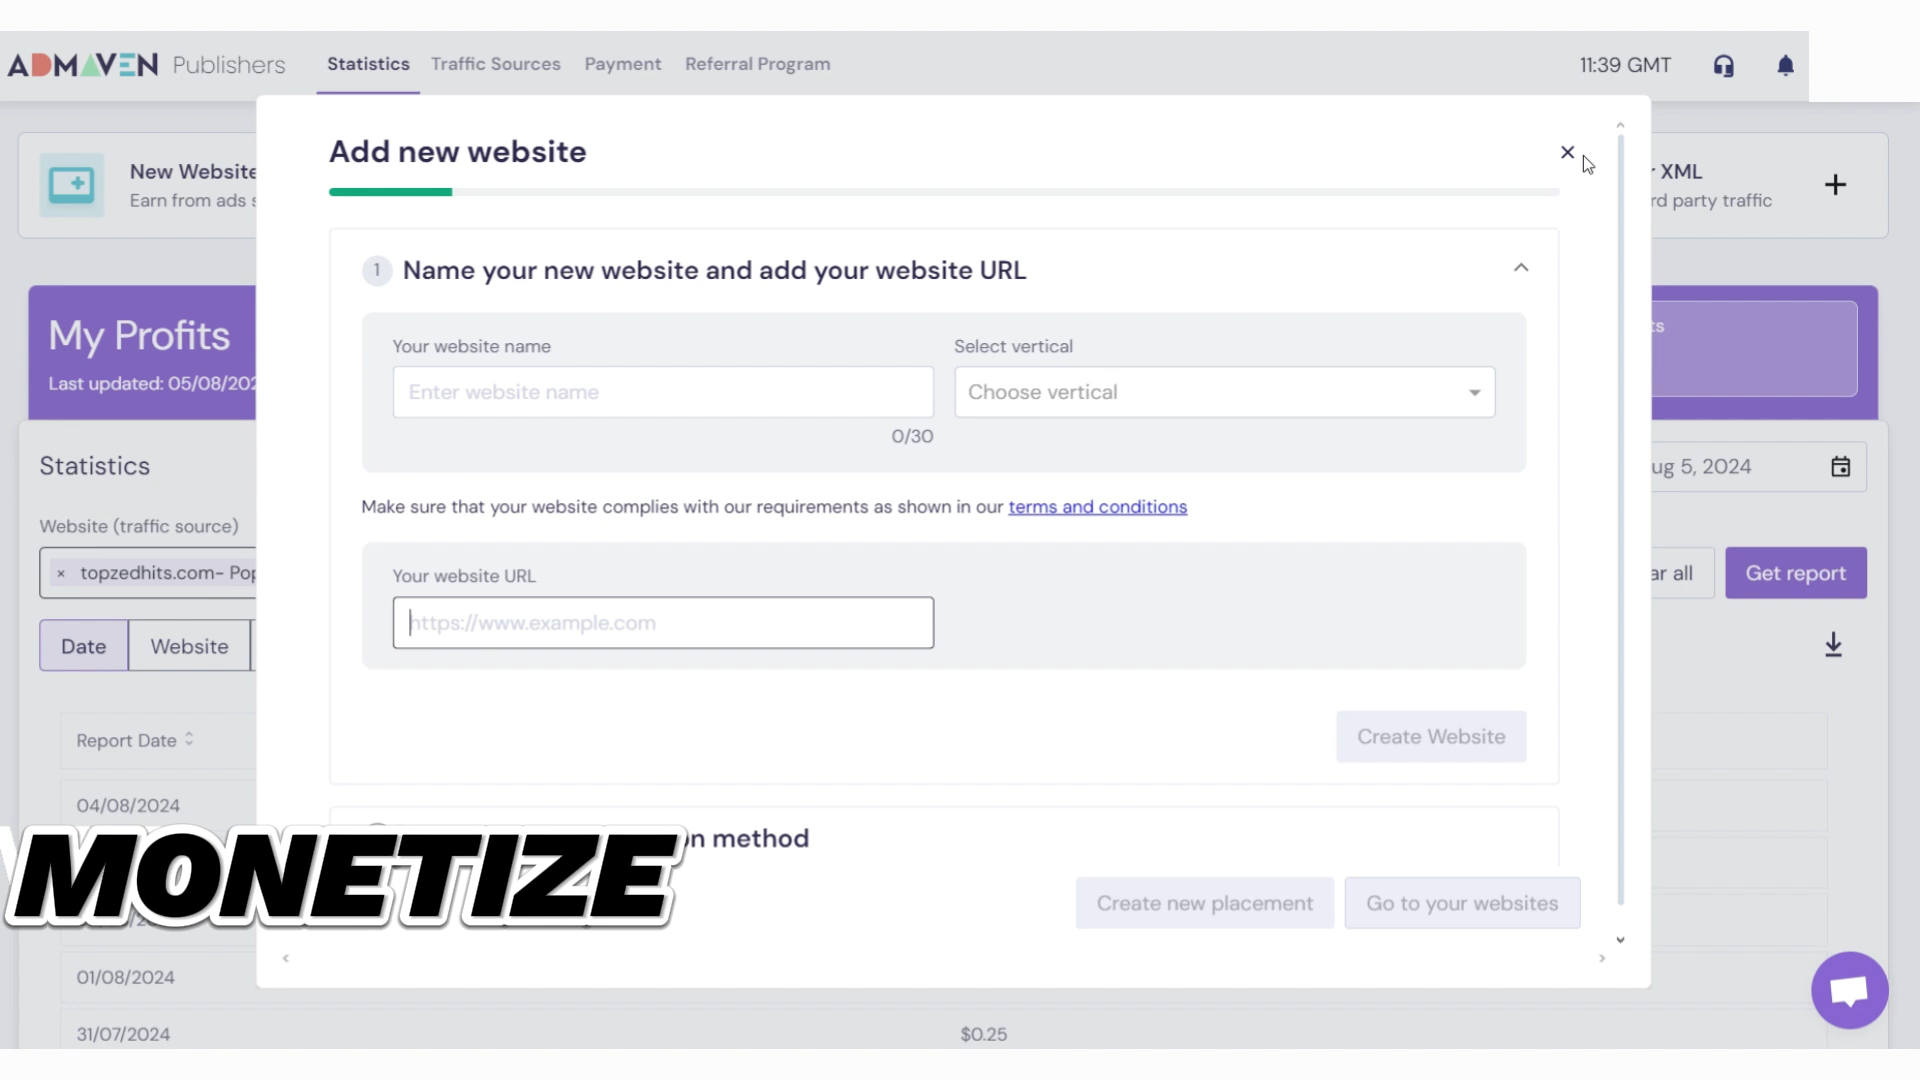 ADMAVEN Publishers
Statistics
Traffic Sources
Payment
Referral Program
11:39 GMT
New Website
Earn from ads
XML
rd party traffic
Add new website
1
Name your new website and add your website URL
Your website name
Select vertical
Enter website name
Choose vertical
0/30
Make sure that your website complies with our requirements as shown in our terms and conditions
Your website URL
https://www.example.com
Create Website
n method
Create new placement
Go to your websites
My Profits
Last updated: 05/08/202
ts
Statistics
ug 5, 2024
Website (traffic source)
× topzedhits.com- Pop
ar all
Get report
Date
Website
Report Date
04/08/2024
MONETIZE
01/08/2024
31/07/2024
$0.25